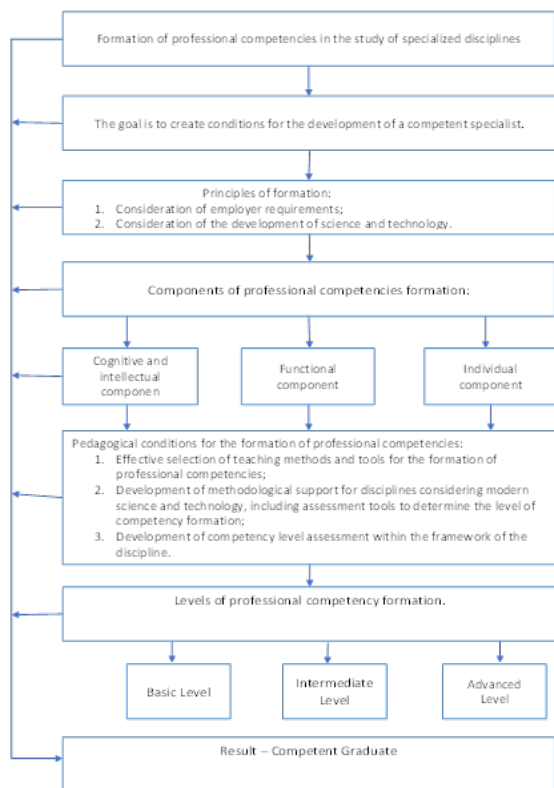 Formation of professional competencies in the study of specialized disciplines
The goal is to create conditions for the development of a competent specialist.
Principles of formation:
1. Consideration of employer requirements;
2. Consideration of the development of science and technology.
Components of professional competencies formation:
Cognitive and
intellectual
componen
Functional
component
Individual
component
Pedagogical conditions for the formation of professional competencies:
1. Effective selection of teaching methods and tools for the formation of
professional competencies;
2. Development of methodological support for disciplines considering modern
science and technology, including assessment tools to determine the level of
competency formation;
3. Development of competency level assessment within the framework of the
discipline.
Levels of professional competency formation.
Basic Level
Intermediate
Level
Advanced
Level
Result – Competent Graduate